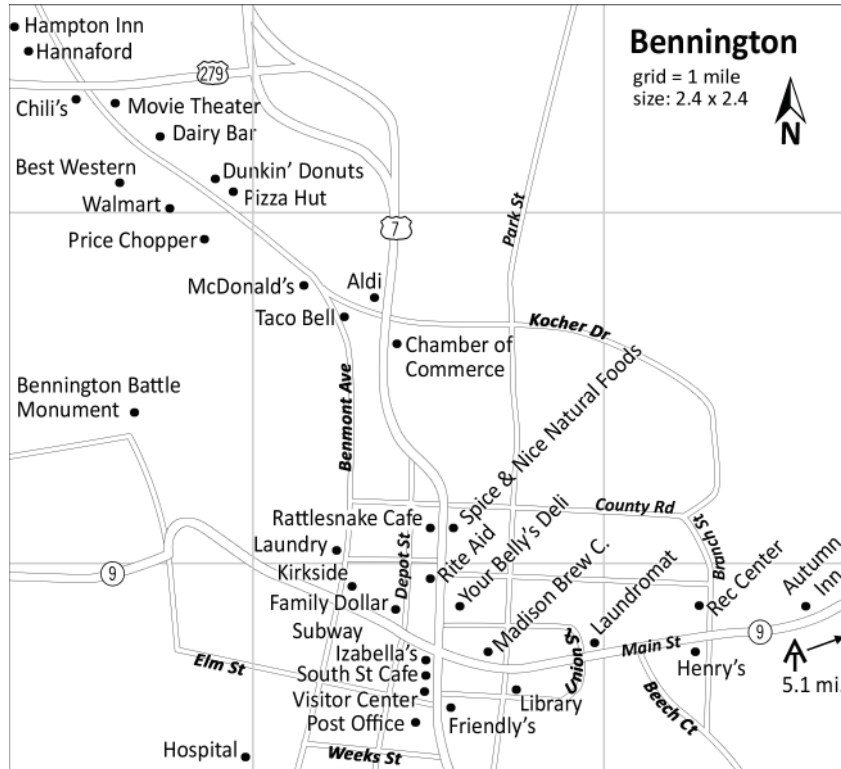 Hampton Inn
Hannaford
Bennington
grid = 1 mile
size: 2.4 x 2.4
N
279
Chili's
Movie Theater
Dairy Bar
Best Western
Dunkin' Donuts
Pizza Hut
Walmart
Park St
7
Price Chopper
McDonald's
Aldi
Taco Bell
Kocher Dr
Chamber of
Commerce
Bennington Battle
Monument
Benmont Ave
Spice & Nice Natural Foods
County Rd
Rattlesnake Cafe
Laundry
Depot St
Rite Aid
Your Belly's Deli
Branch St
9
Kirkside
Family Dollar
Madison Brew C.
Laundromat
Rec Center
Autumn
Inn
Subway
Izabella's
Union St
Main St
9
Elm St
South St Cafe
Henry's
5.1 mi.
Visitor Center
Library
Beech Ct
Post Office
Friendly's
Hospital
Weeks St